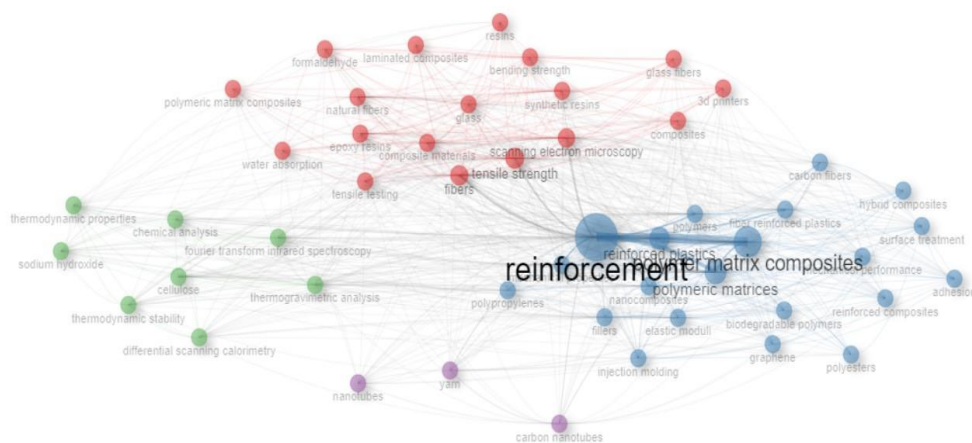 resins
formaldehyde
laminated composites
bending strength
glass fibers
polymeric matrix composites
natural fibers
glass
synthetic resins
3d printers
epoxy resins
composite materials
scanning electron microscopy
composites
water absorption
tensile strength
tensile testing
fibers
carbon fibers
hybrid composites
thermodynamic properties
chemical analysis
polymers
fiber reinforced plastics
surface treatment
sodium hydroxide
fourier transform infrared spectroscopy
reinforced plastics
polymer matrix composites
reinforcement
performance
cellulose
thermogravimetric analysis
polymeric matrices
adhesion
thermodynamic stability
polypropylenes
nanocomposites
reinforced composites
fillers
elastic moduli
biodegradable polymers
differential scanning calorimetry
graphene
polyesters
injection molding
nanotubes
yarn
carbon nanotubes